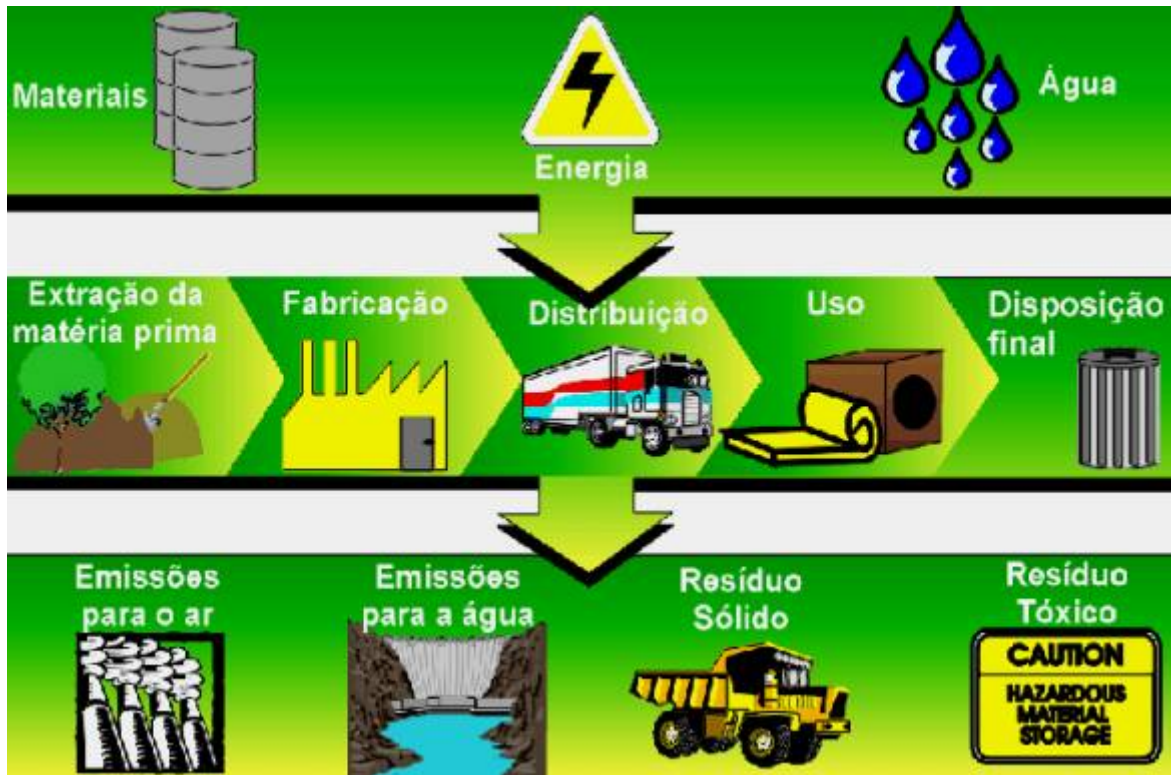 Materiais
Energia
Água
Extração da
matéria prima
Fabricação
Distribuição
Uso
Disposição
final
Emissões
para o ar
Emissões
para a água
Resíduo
Sólido
Resíduo
Tóxico
CAUTION
HAZARDOUS
MATERIAL
STORAGE